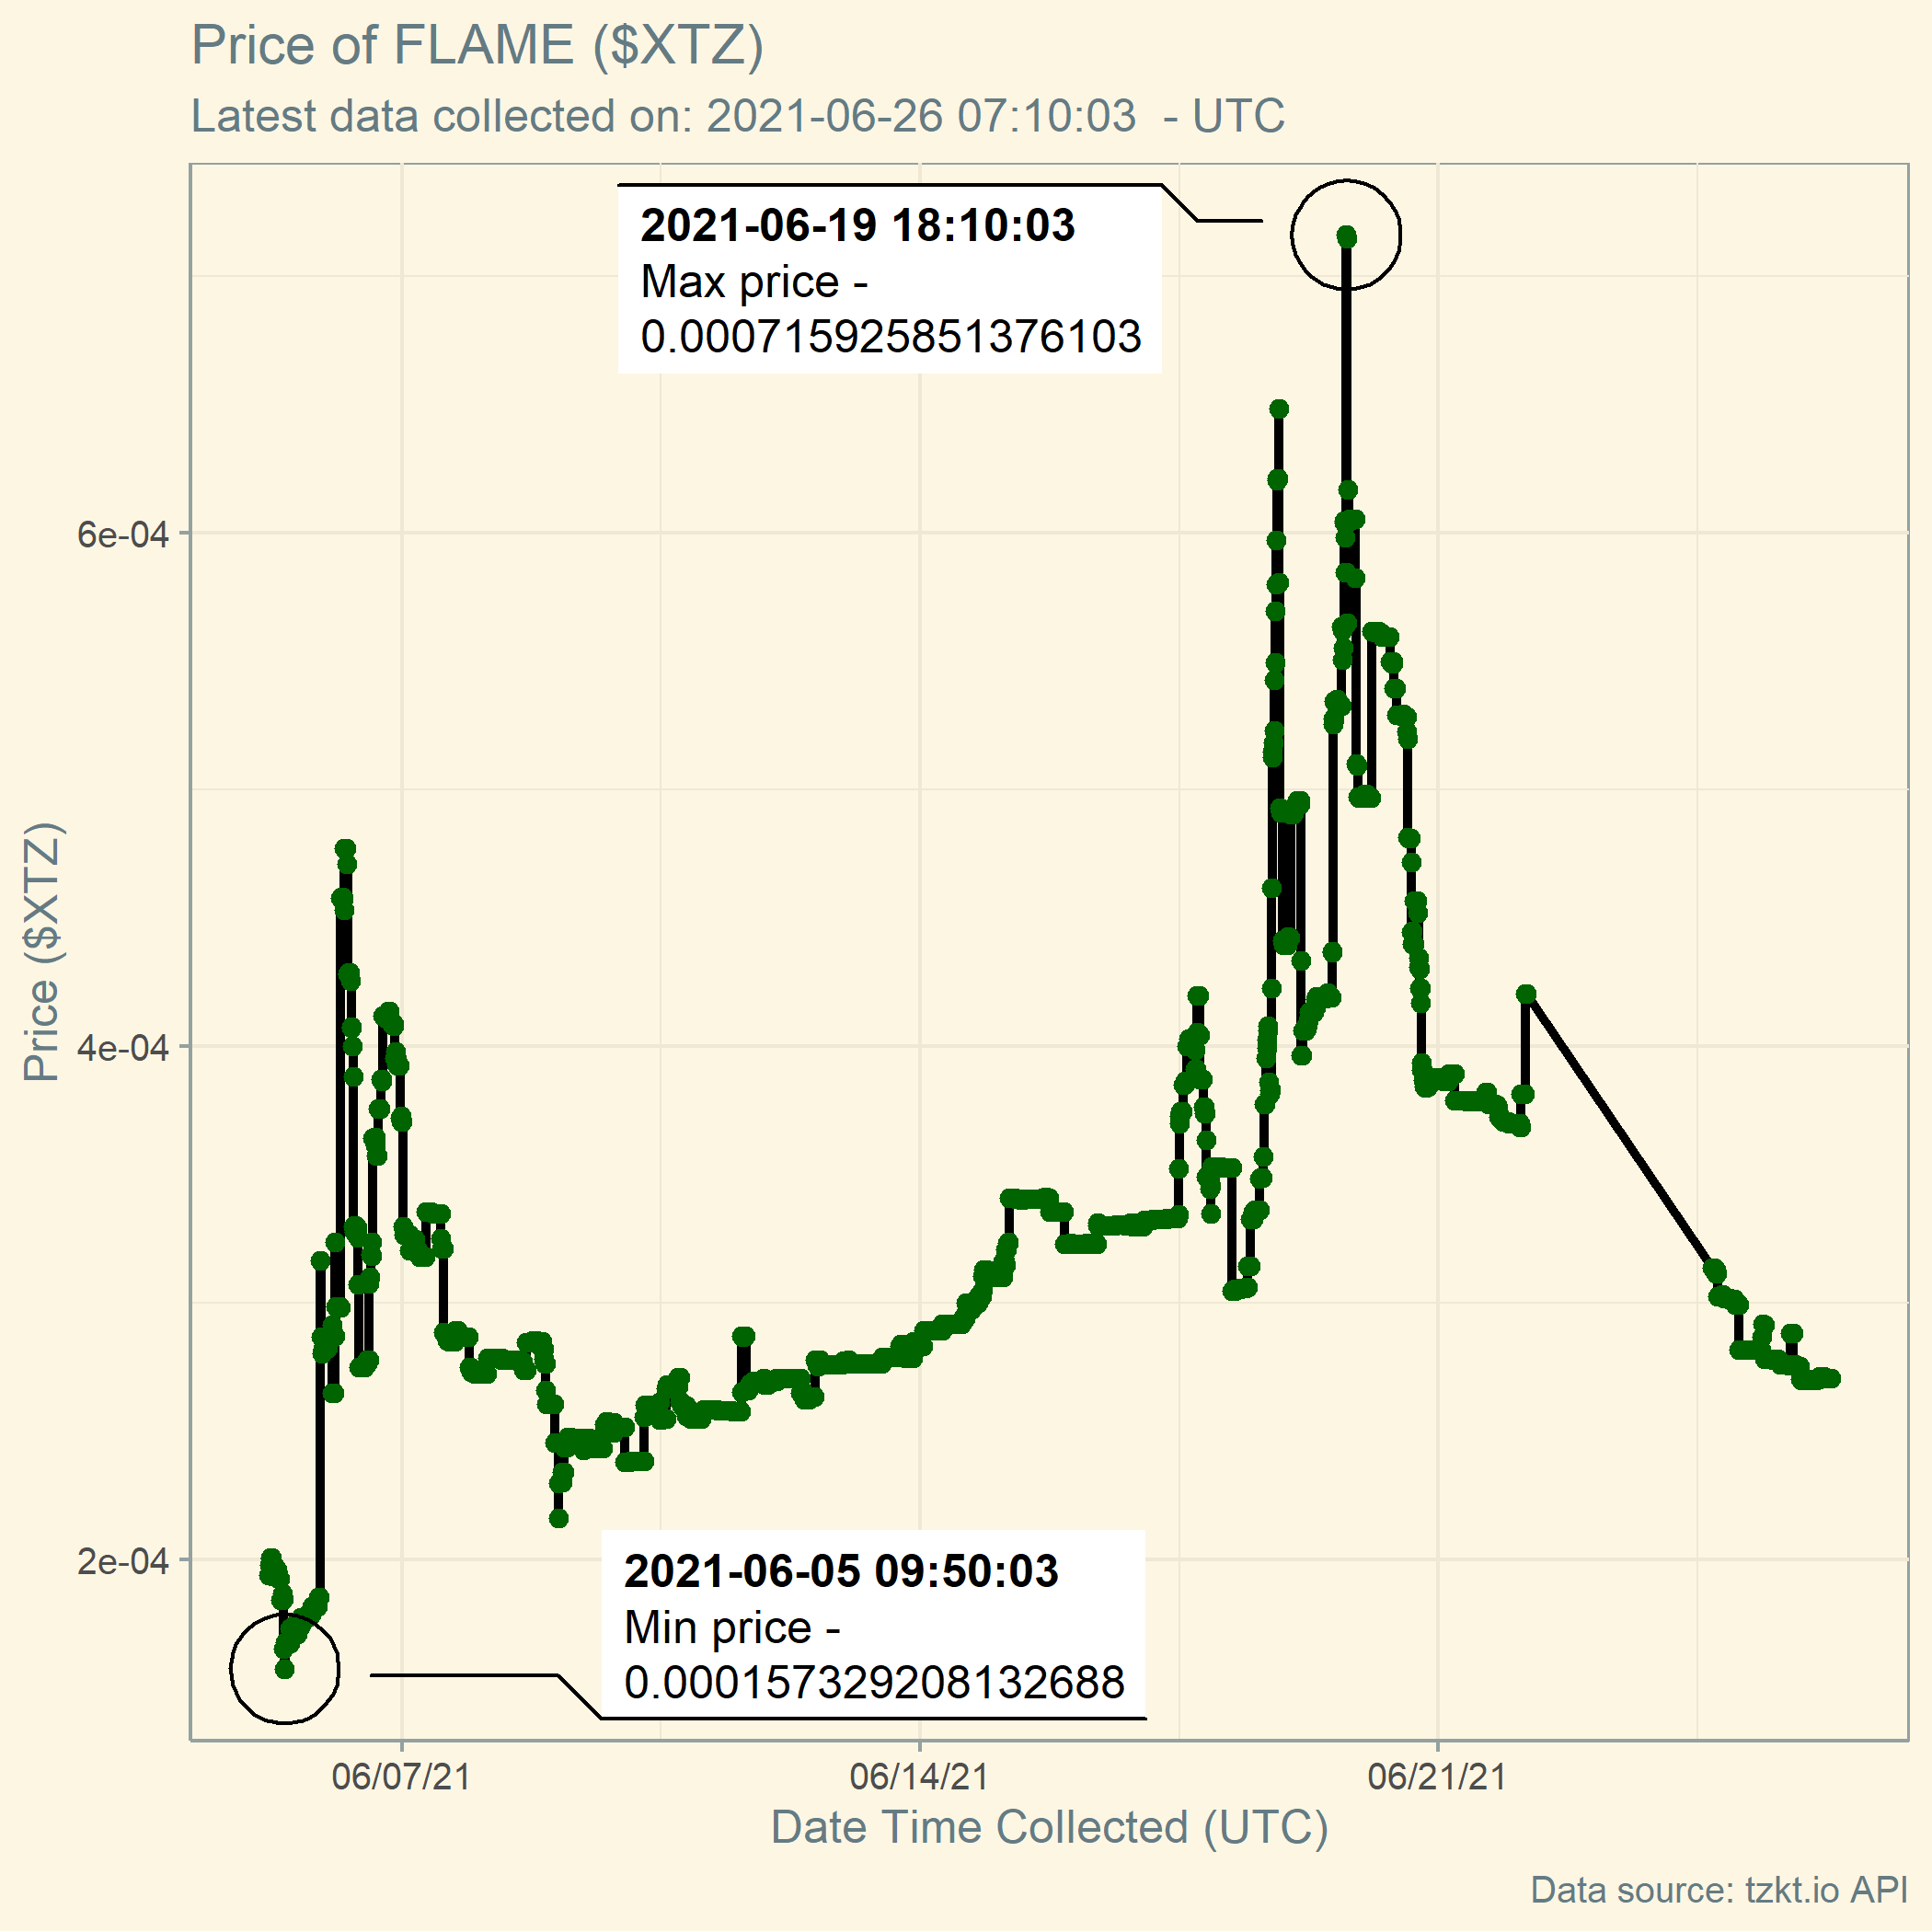 Price of FLAME ($XTZ)
Latest data collected on: 2021-06-26 07:10:03  - UTC
2021-06-19 18:10:03
Max price -
0.000715925851376103
6e-04
4e-04
2e-04
Price ($XTZ)
2021-06-05 09:50:03
Min price -
0.000157329208132688
06/07/21
06/14/21
06/21/21
Date Time Collected (UTC)
Data source: tzkt.io API